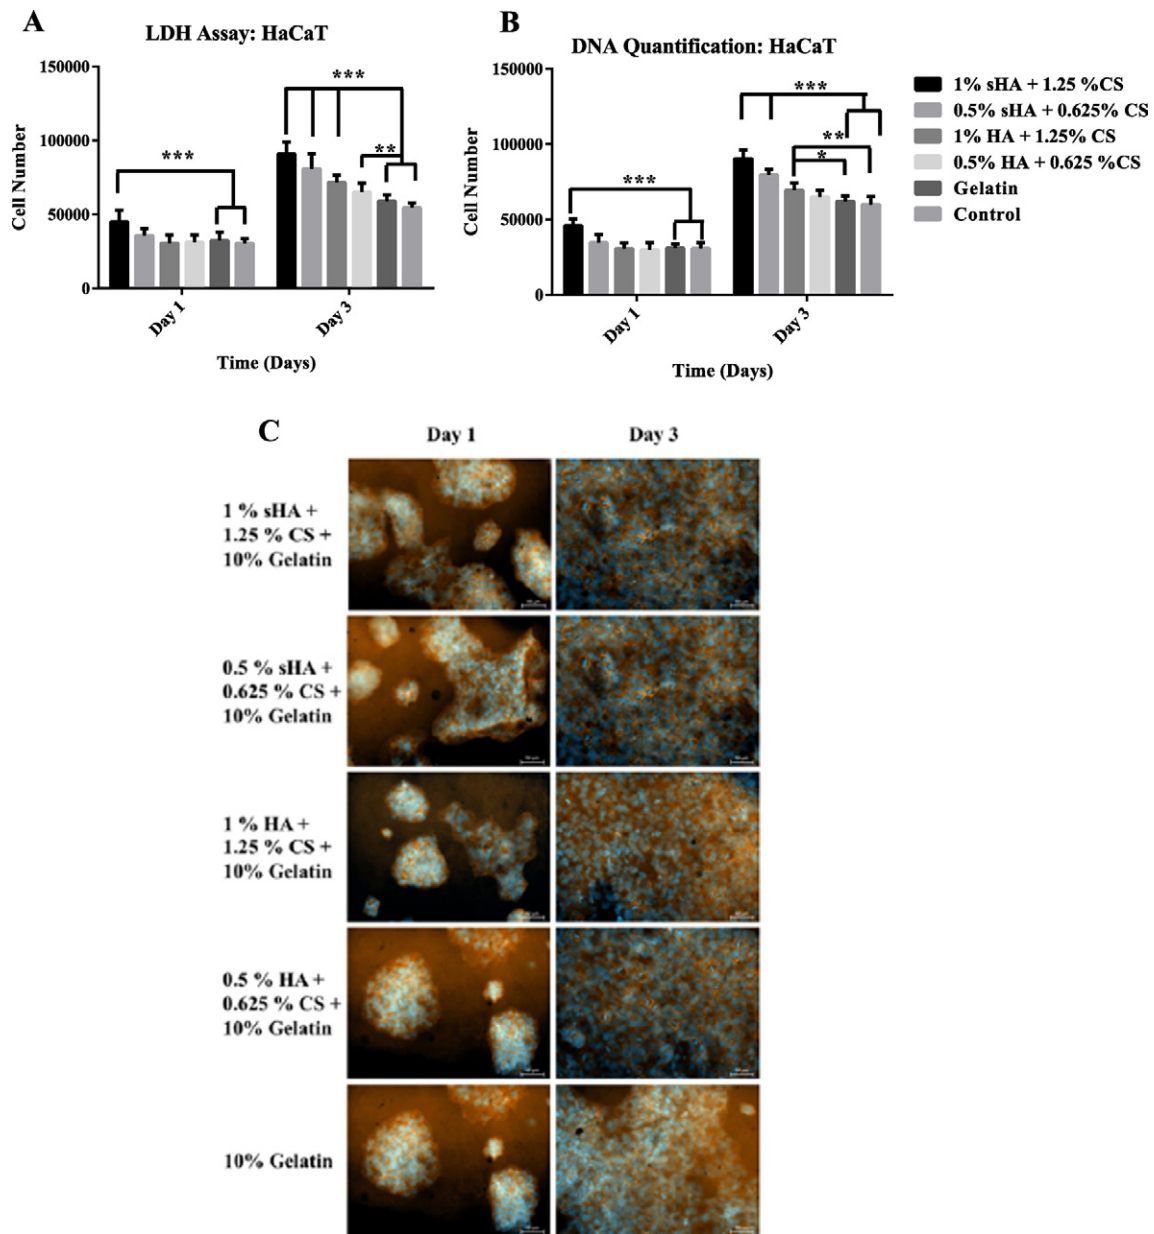 A
LDH Assay: HaCaT
150000
100000
50000
0
Cell Number
***
***
**
Day 1
Day 3
Time (Days)
B
DNA Quantification: HaCaT
150000
100000
50000
0
Cell Number
***
***
**
*
Day 1
Day 3
Time (Days)
1% sHA + 1.25 %CS
0.5% sHA + 0.625% CS
1% HA + 1.25% CS
0.5% HA + 0.625 %CS
Gelatin
Control
C
Day 1
Day 3
1 % sHA +
1.25 % CS +
10% Gelatin
0.5 % sHA +
0.625 % CS +
10% Gelatin
1 % HA +
1.25 % CS +
10% Gelatin
0.5 % HA +
0.625 % CS +
10% Gelatin
10% Gelatin